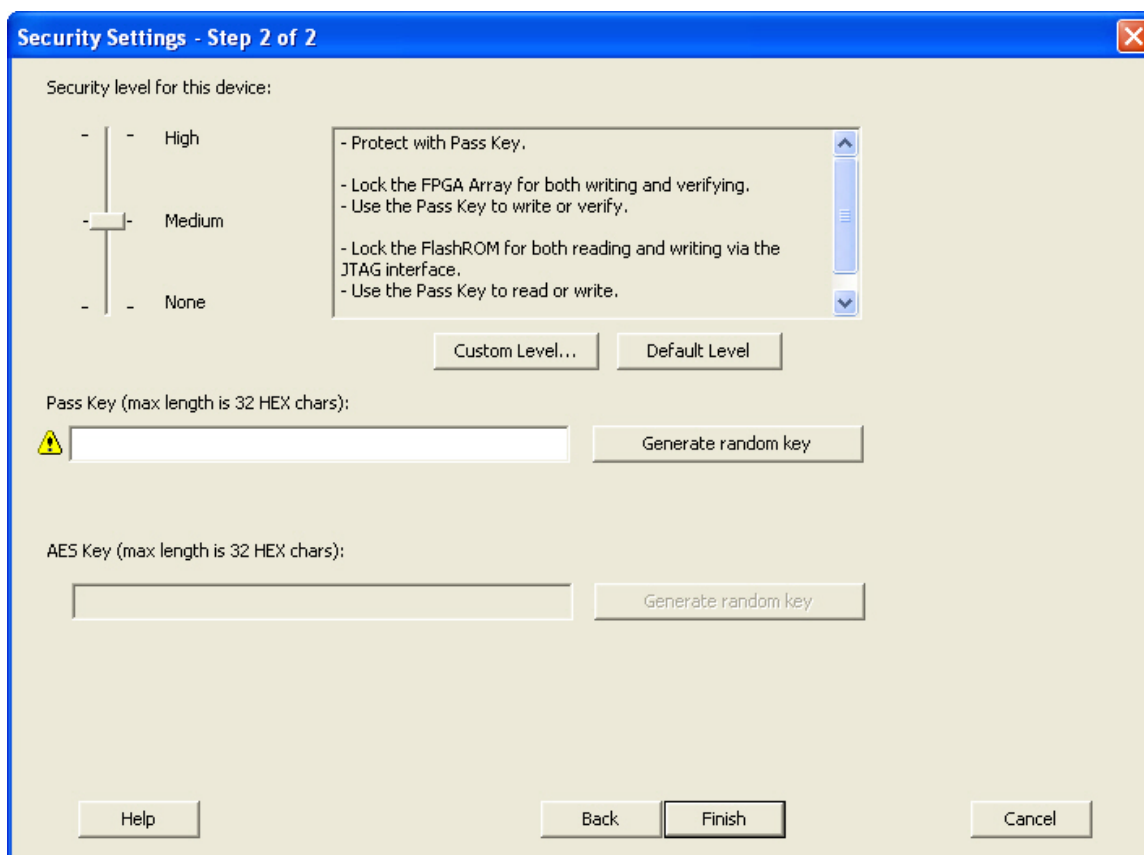 Security Settings - Step 2 of 2
Security level for this device:
High
Medium
None
- Protect with Pass Key.
- Lock the FPGA Array for both writing and verifying.
- Use the Pass Key to write or verify.
- Lock the FlashROM for both reading and writing via the
JTAG interface.
- Use the Pass Key to read or write.
Custom Level...
Default Level
Pass Key (max length is 32 HEX chars):
Generate random key
AES Key (max length is 32 HEX chars):
Generate random key
Help
Back
Finish
Cancel